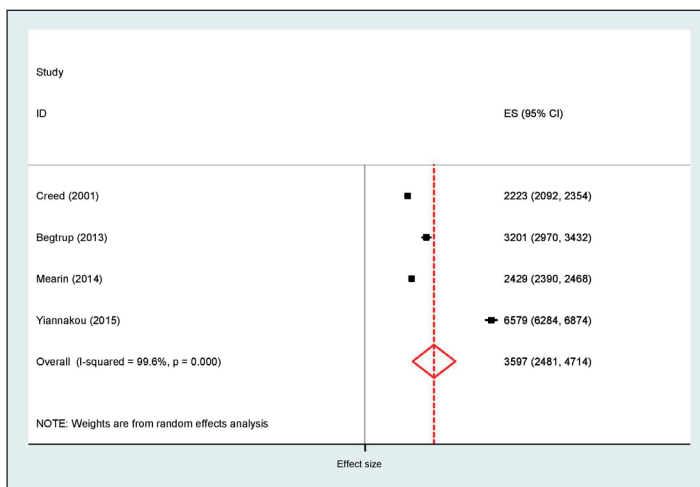 Study
ID ES (95% CI)
Creed (2001) 2223 (2092, 2354)
Begtrup (2013) 3201 (2970, 3432)
Mearin (2014) 2429 (2390, 2468)
Yiannakou (2015) 6579 (6284, 6874)
Overall (I-squared = 99.6%, p = 0.000) 3597 (2481, 4714)
NOTE: Weights are from random effects analysis
Effect size